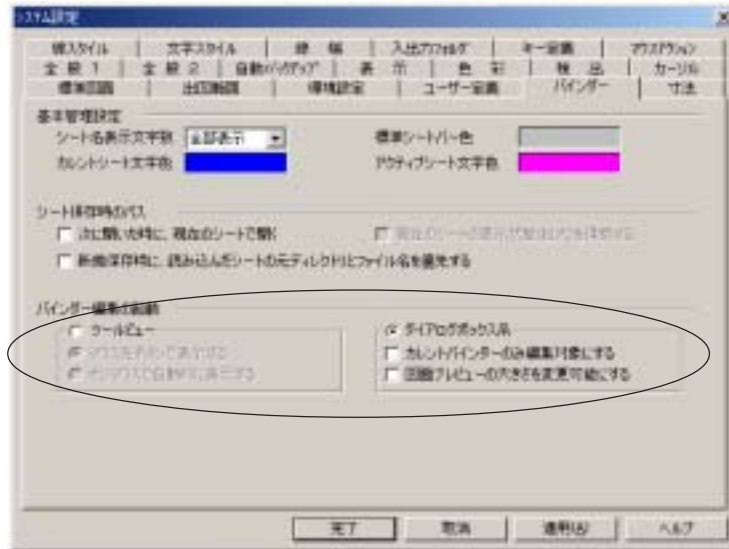 システム設定
線スタイル 文字スタイル 線 幅 入出力フォルダ キー定義 マウスアクション
全 般 1 全 般 2 自動バックアップ 表 示 色 彩 検 出 カーソル
標準図面 出図範囲 環境設定 ユーザー定義 バインダー 寸法
基本管理設定
シート名表示文字数 全部表示 標準シートバー色
カレントシート文字色 アクティブシート文字色
シート保存時のパス
次に開いた時に、現在のシートで開く
新規保存時に、読み込んだシートの元ディレクトリとファイル名を優先する
バインダー編集の起動
ツールビュー ダイアログボックス系
カレントバインダーのみ編集対象にする
図面プレビューの大きさを変更可能にする
完了 取消 適用(A) ヘルプ